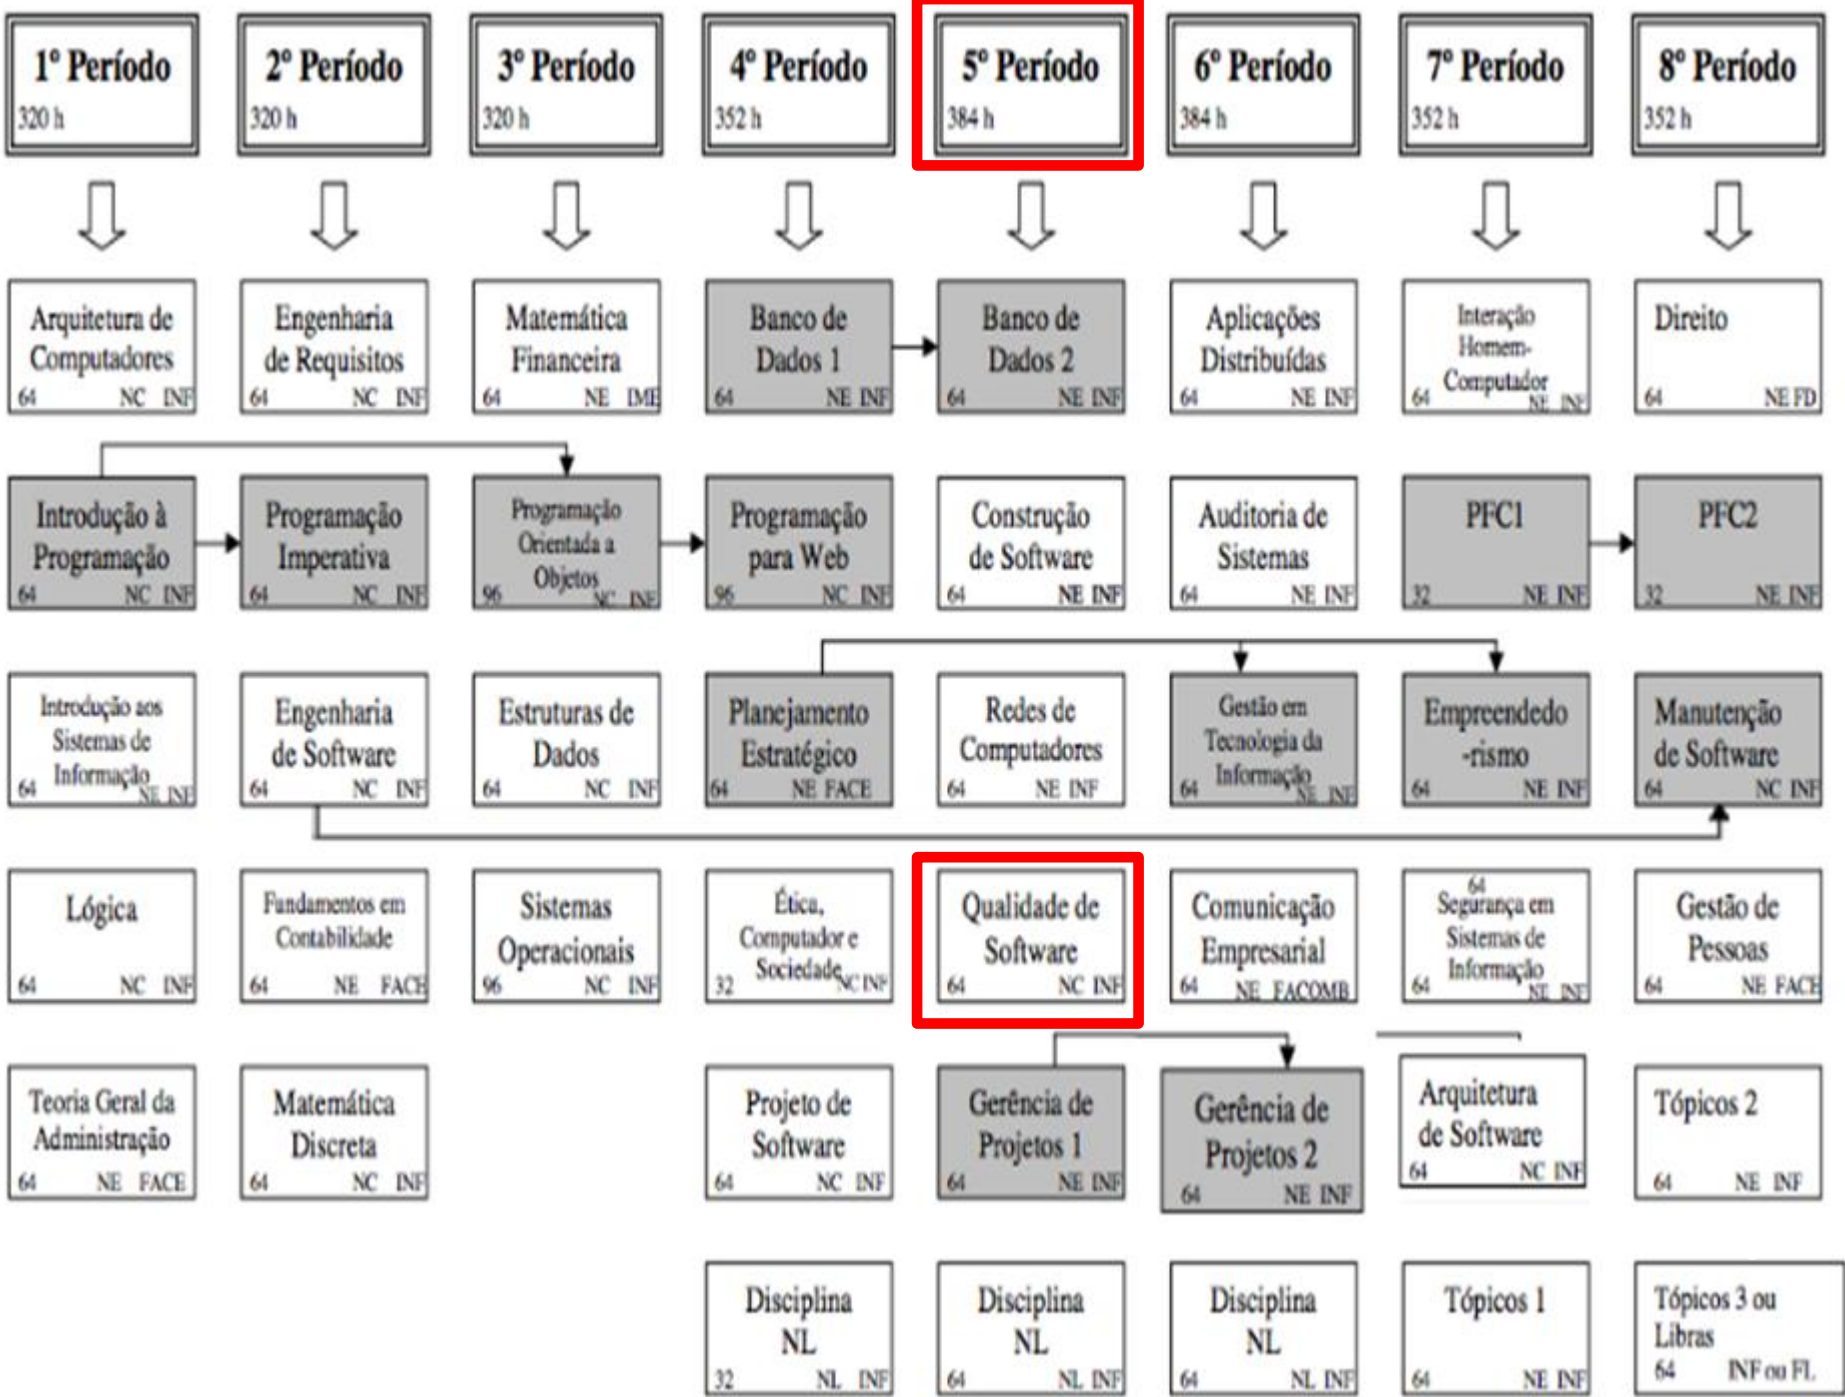 1º Período
320 h
2º Período
320 h
3º Período
320 h
4º Período
352 h
5º Período
384 h
6º Período
384 h
7º Período
352 h
8º Período
352 h
Arquitetura de
Computadores
64 NC INF
Engenharia
de Requisitos
64 NC INF
Matemática
Financeira
64 NE IME
Banco de
Dados 1
64 NE INF
Banco de
Dados 2
64 NE INF
Aplicações
Distribuídas
64 NE INF
Interação
Homem-
Computador
64 NE INF
Direito
64 NE FD
Introdução à
Programação
64 NC INF
Programação
Imperativa
64 NC INF
Programação
Orientada a
Objetos
96 NC INF
Programação
para Web
96 NC INF
Construção
de Software
64 NE INF
Auditoria de
Sistemas
64 NE INF
PFC1
32 NE INF
PFC2
32 NE INF
Introdução aos
Sistemas de
Informação
64 NE INF
Engenharia
de Software
64 NC INF
Estruturas de
Dados
64 NC INF
Planejamento
Estratégico
64 NE FACE
Redes de
Computadores
64 NE INF
Gestão em
Tecnologia da
Informação
64 NE INF
Empreendedo
-rismo
64 NE INF
Manutenção
de Software
64 NC INF
Lógica
64 NC INF
Fundamentos em
Contabilidade
64 NE FACE
Sistemas
Operacionais
96 NC INF
Ética,
Computador e
Sociedade
32 NC INF
Qualidade de
Software
64 NC INF
Comunicação
Empresarial
64 NE FACOMB
64
Segurança em
Sistemas de
Informação
64 NE INF
Gestão de
Pessoas
64 NE FACE
Teoria Geral da
Administração
64 NE FACE
Matemática
Discreta
64 NC INF
Projeto de
Software
64 NC INF
Gerência de
Projetos 1
64 NE INF
Gerência de
Projetos 2
64 NE INF
Arquitetura
de Software
64 NC INF
Tópicos 2
64 NE INF
Disciplina
NL
32 NL INF
Disciplina
NL
64 NL INF
Disciplina
NL
64 NL INF
Tópicos 1
64 NE INF
Tópicos 3 ou
Libras
64 INF ou FL